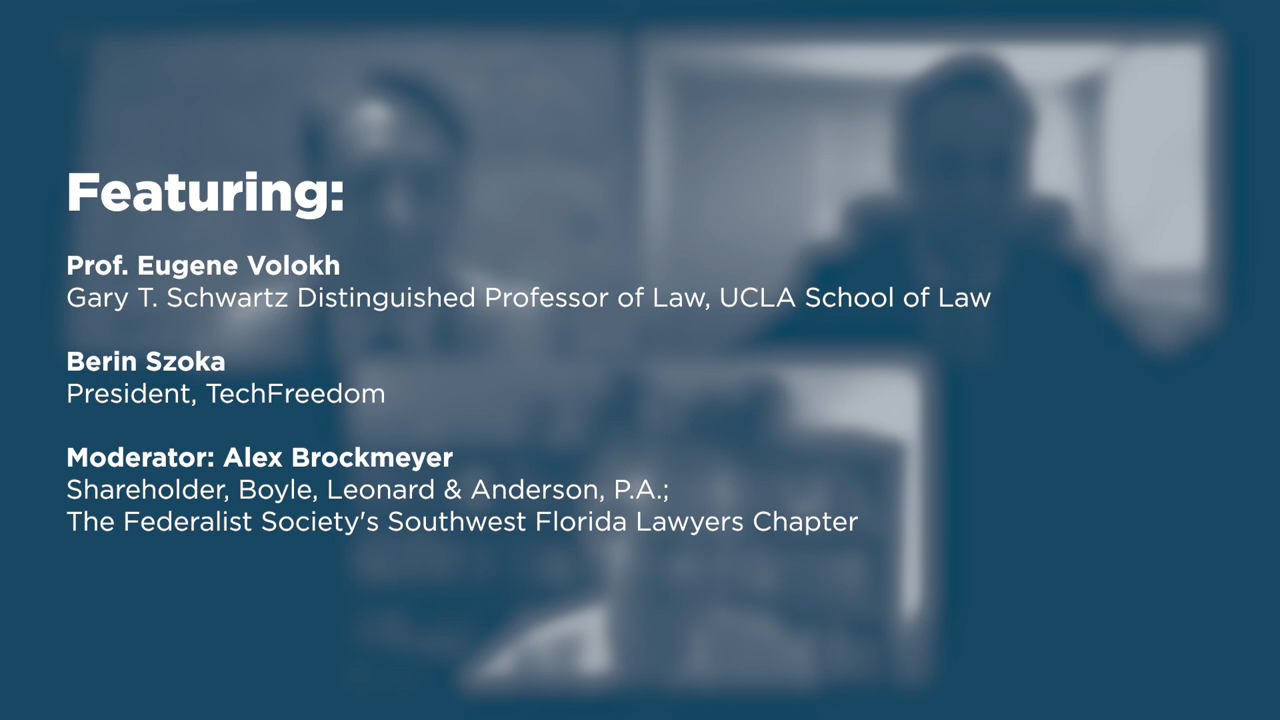 Featuring:
Prof. Eugene Volokh
Gary T. Schwartz Distinguished Professor of Law, UCLA School of Law
Berin Szoka
President, TechFreedom
Moderator: Alex Brockmeyer
Shareholder, Boyle, Leonard & Anderson, P.A.;
The Federalist Society's Southwest Florida Lawyers Chapter